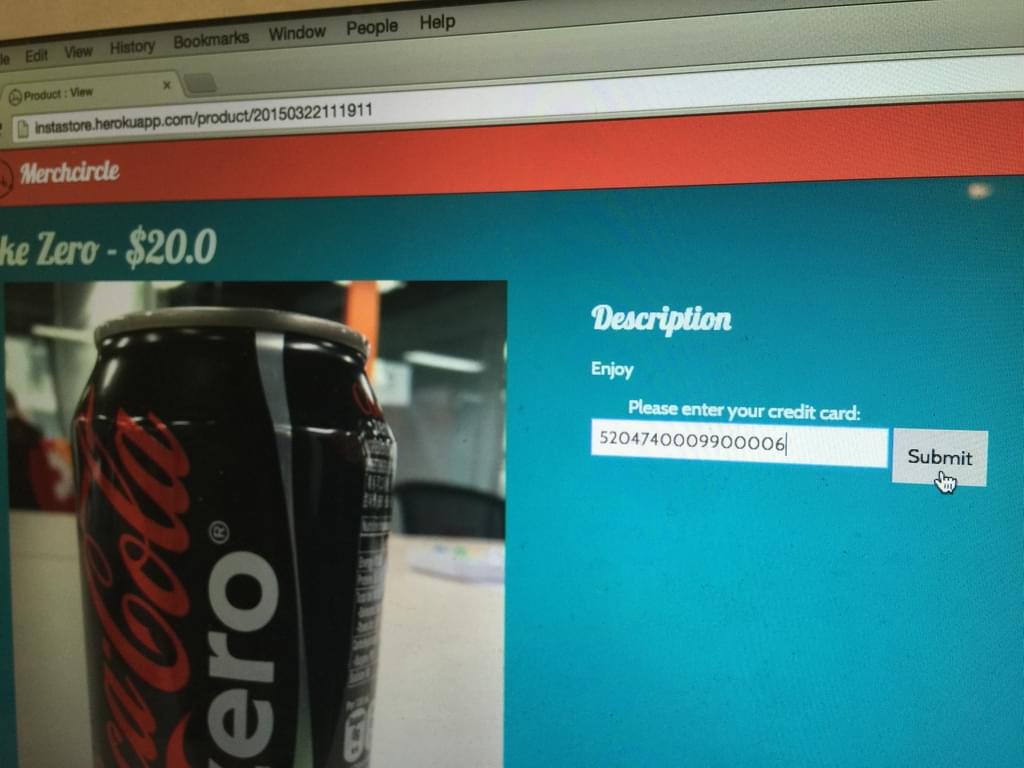 le Edit View History Bookmarks Window People Help
Product : View
instastore.herokuapp.com/product/20150322111911
Merchcircle
ke Zero - $20.0
Description
Enjoy
Please enter your credit card:
5204740009900006
Submit
ca Cola
zero®